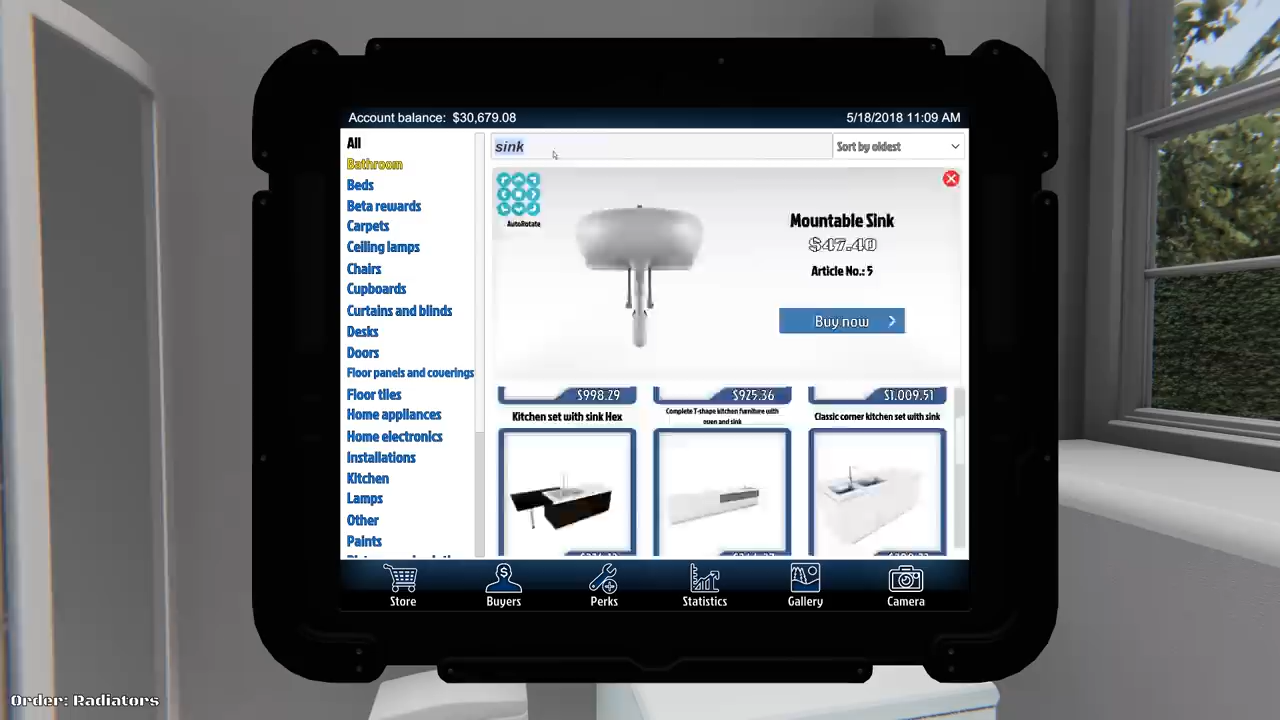 Account balance: $30,679.08
5/18/2018 11:09 AM
All
Bathroom
Beds
Beta rewards
Carpets
Ceiling lamps
Chairs
Cupboards
Curtains and blinds
Desks
Doors
Floor panels and coverings
Floor tiles
Home appliances
Home electronics
Installations
Kitchen
Lamps
Other
Paints
sink
Sort by oldest
AutoRotate
Mountable Sink
$47.40
Article No.: 5
Buy now
$998.29
$925.36
$1.009.51
Kitchen set with sink Hex
Complete T-shape kitchen furniture with
oven and sink
Classic corner kitchen set with sink
Store
Buyers
Perks
Statistics
Gallery
Camera
Order: Radiators